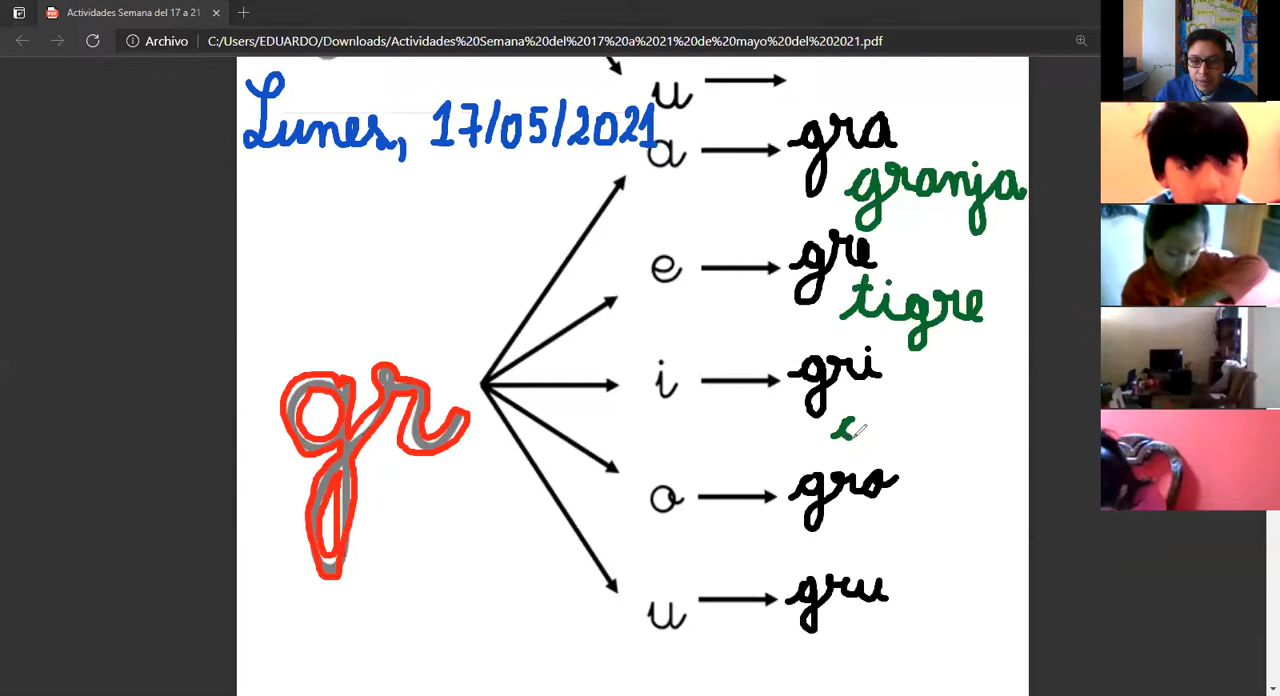 Actividades Semana del 17 a 21
Archivo
C:/Users/EDUARDO/Downloads/Actividades%20Semana%20del%2017%20a%2021%20de%20mayo%20del%202021.pdf
Lunes, 17/05/2021
u
a gra
granja
e gre
tigre
gr
i gri
o gro
u gru